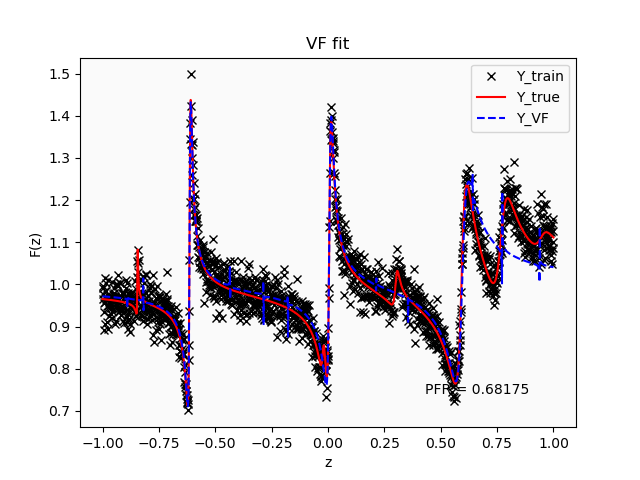 VF fit
Y_train
Y_true
Y_VF
1.5
1.4
1.3
1.2
1.1
1.0
0.9
0.8
0.7
F(z)
PFR = 0.68175
−1.00 −0.75 −0.50 −0.25 0.00 0.25 0.50 0.75 1.00
z